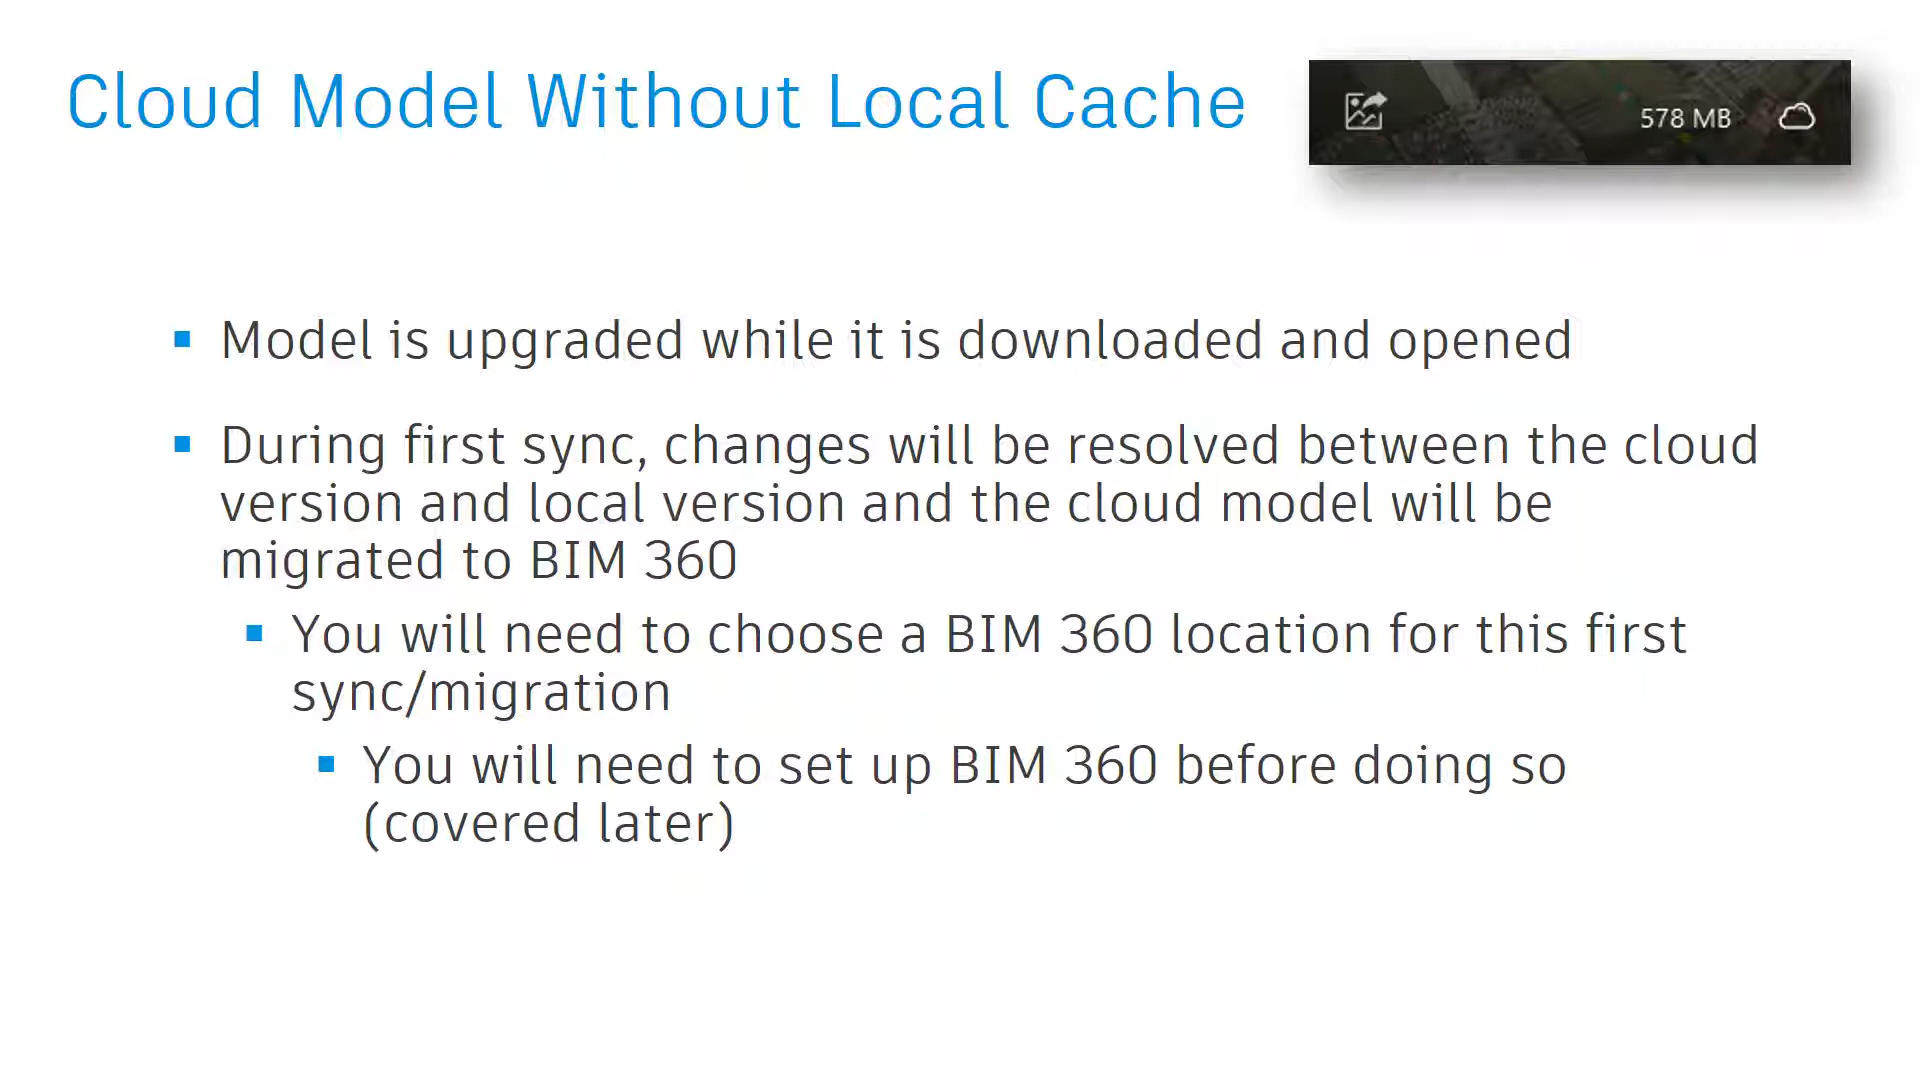 Cloud Model Without Local Cache
578 MB
Model is upgraded while it is downloaded and opened
During first sync, changes will be resolved between the cloud
version and local version and the cloud model will be
migrated to BIM 360
You will need to choose a BIM 360 location for this first
sync/migration
You will need to set up BIM 360 before doing so
(covered later)